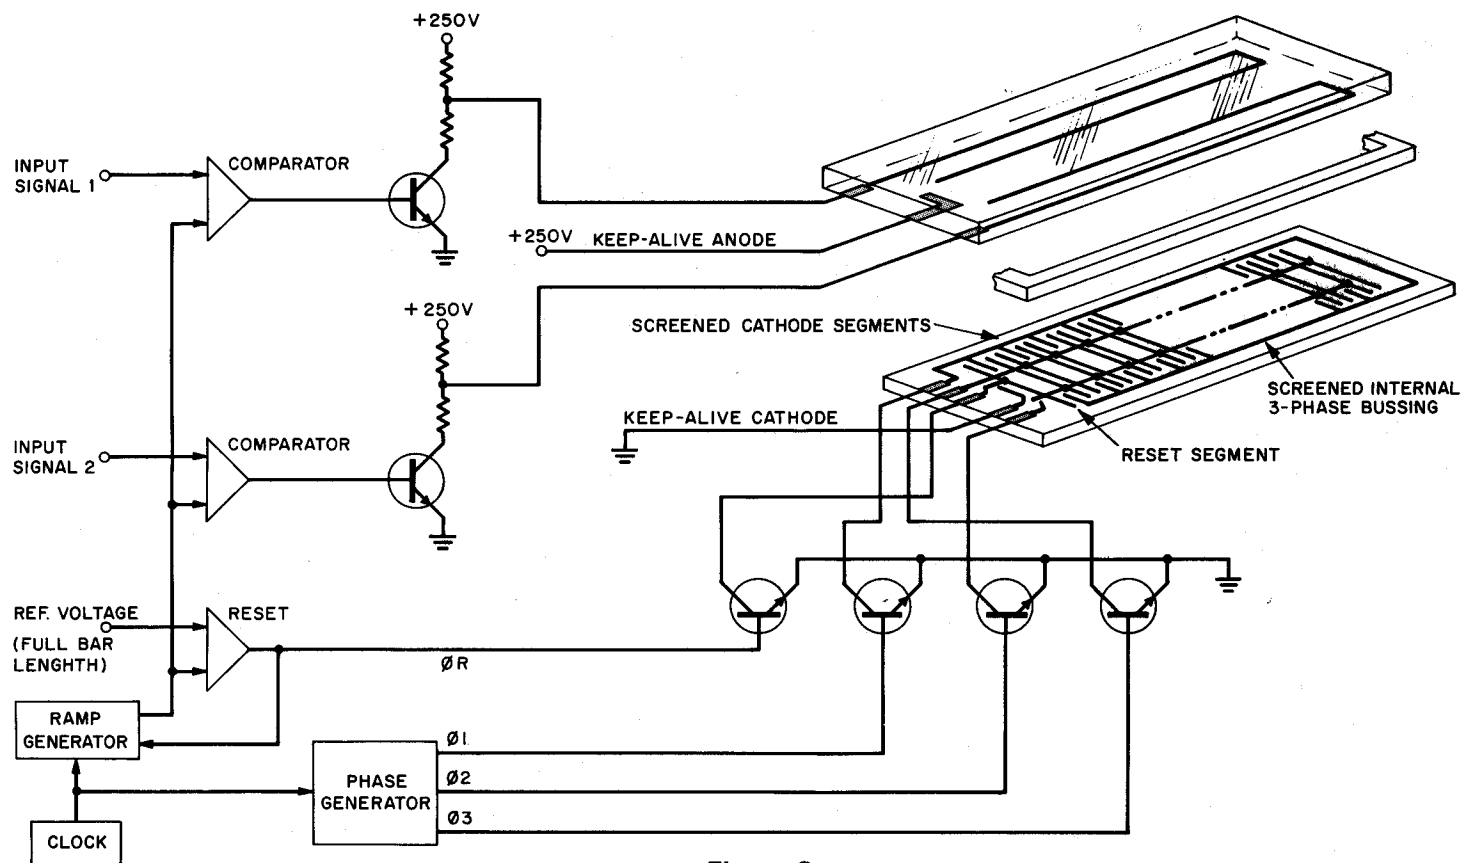 +250V
INPUT
SIGNAL 1
COMPARATOR
+250V
KEEP-ALIVE ANODE
+250V
SCREENED CATHODE SEGMENTS
SCREENED INTERNAL
3-PHASE BUSSING
KEEP-ALIVE CATHODE
RESET SEGMENT
INPUT
SIGNAL 2
COMPARATOR
REF. VOLTAGE
(FULL BAR
LENGHTH)
RESET
ØR
RAMP
GENERATOR
PHASE
GENERATOR
Ø1
Ø2
Ø3
CLOCK